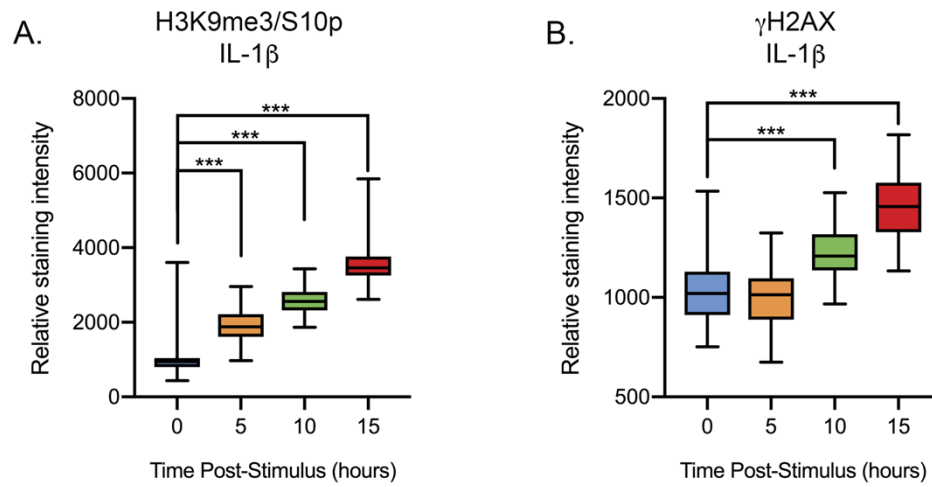 A.
H3K9me3/S10p
IL-1β
Relative staining intensity
8000
6000
4000
2000
0
***
***
***
0 5 10 15
Time Post-Stimulus (hours)
B.
γH2AX
IL-1β
Relative staining intensity
2000
1500
1000
500
***
***
0 5 10 15
Time Post-Stimulus (hours)